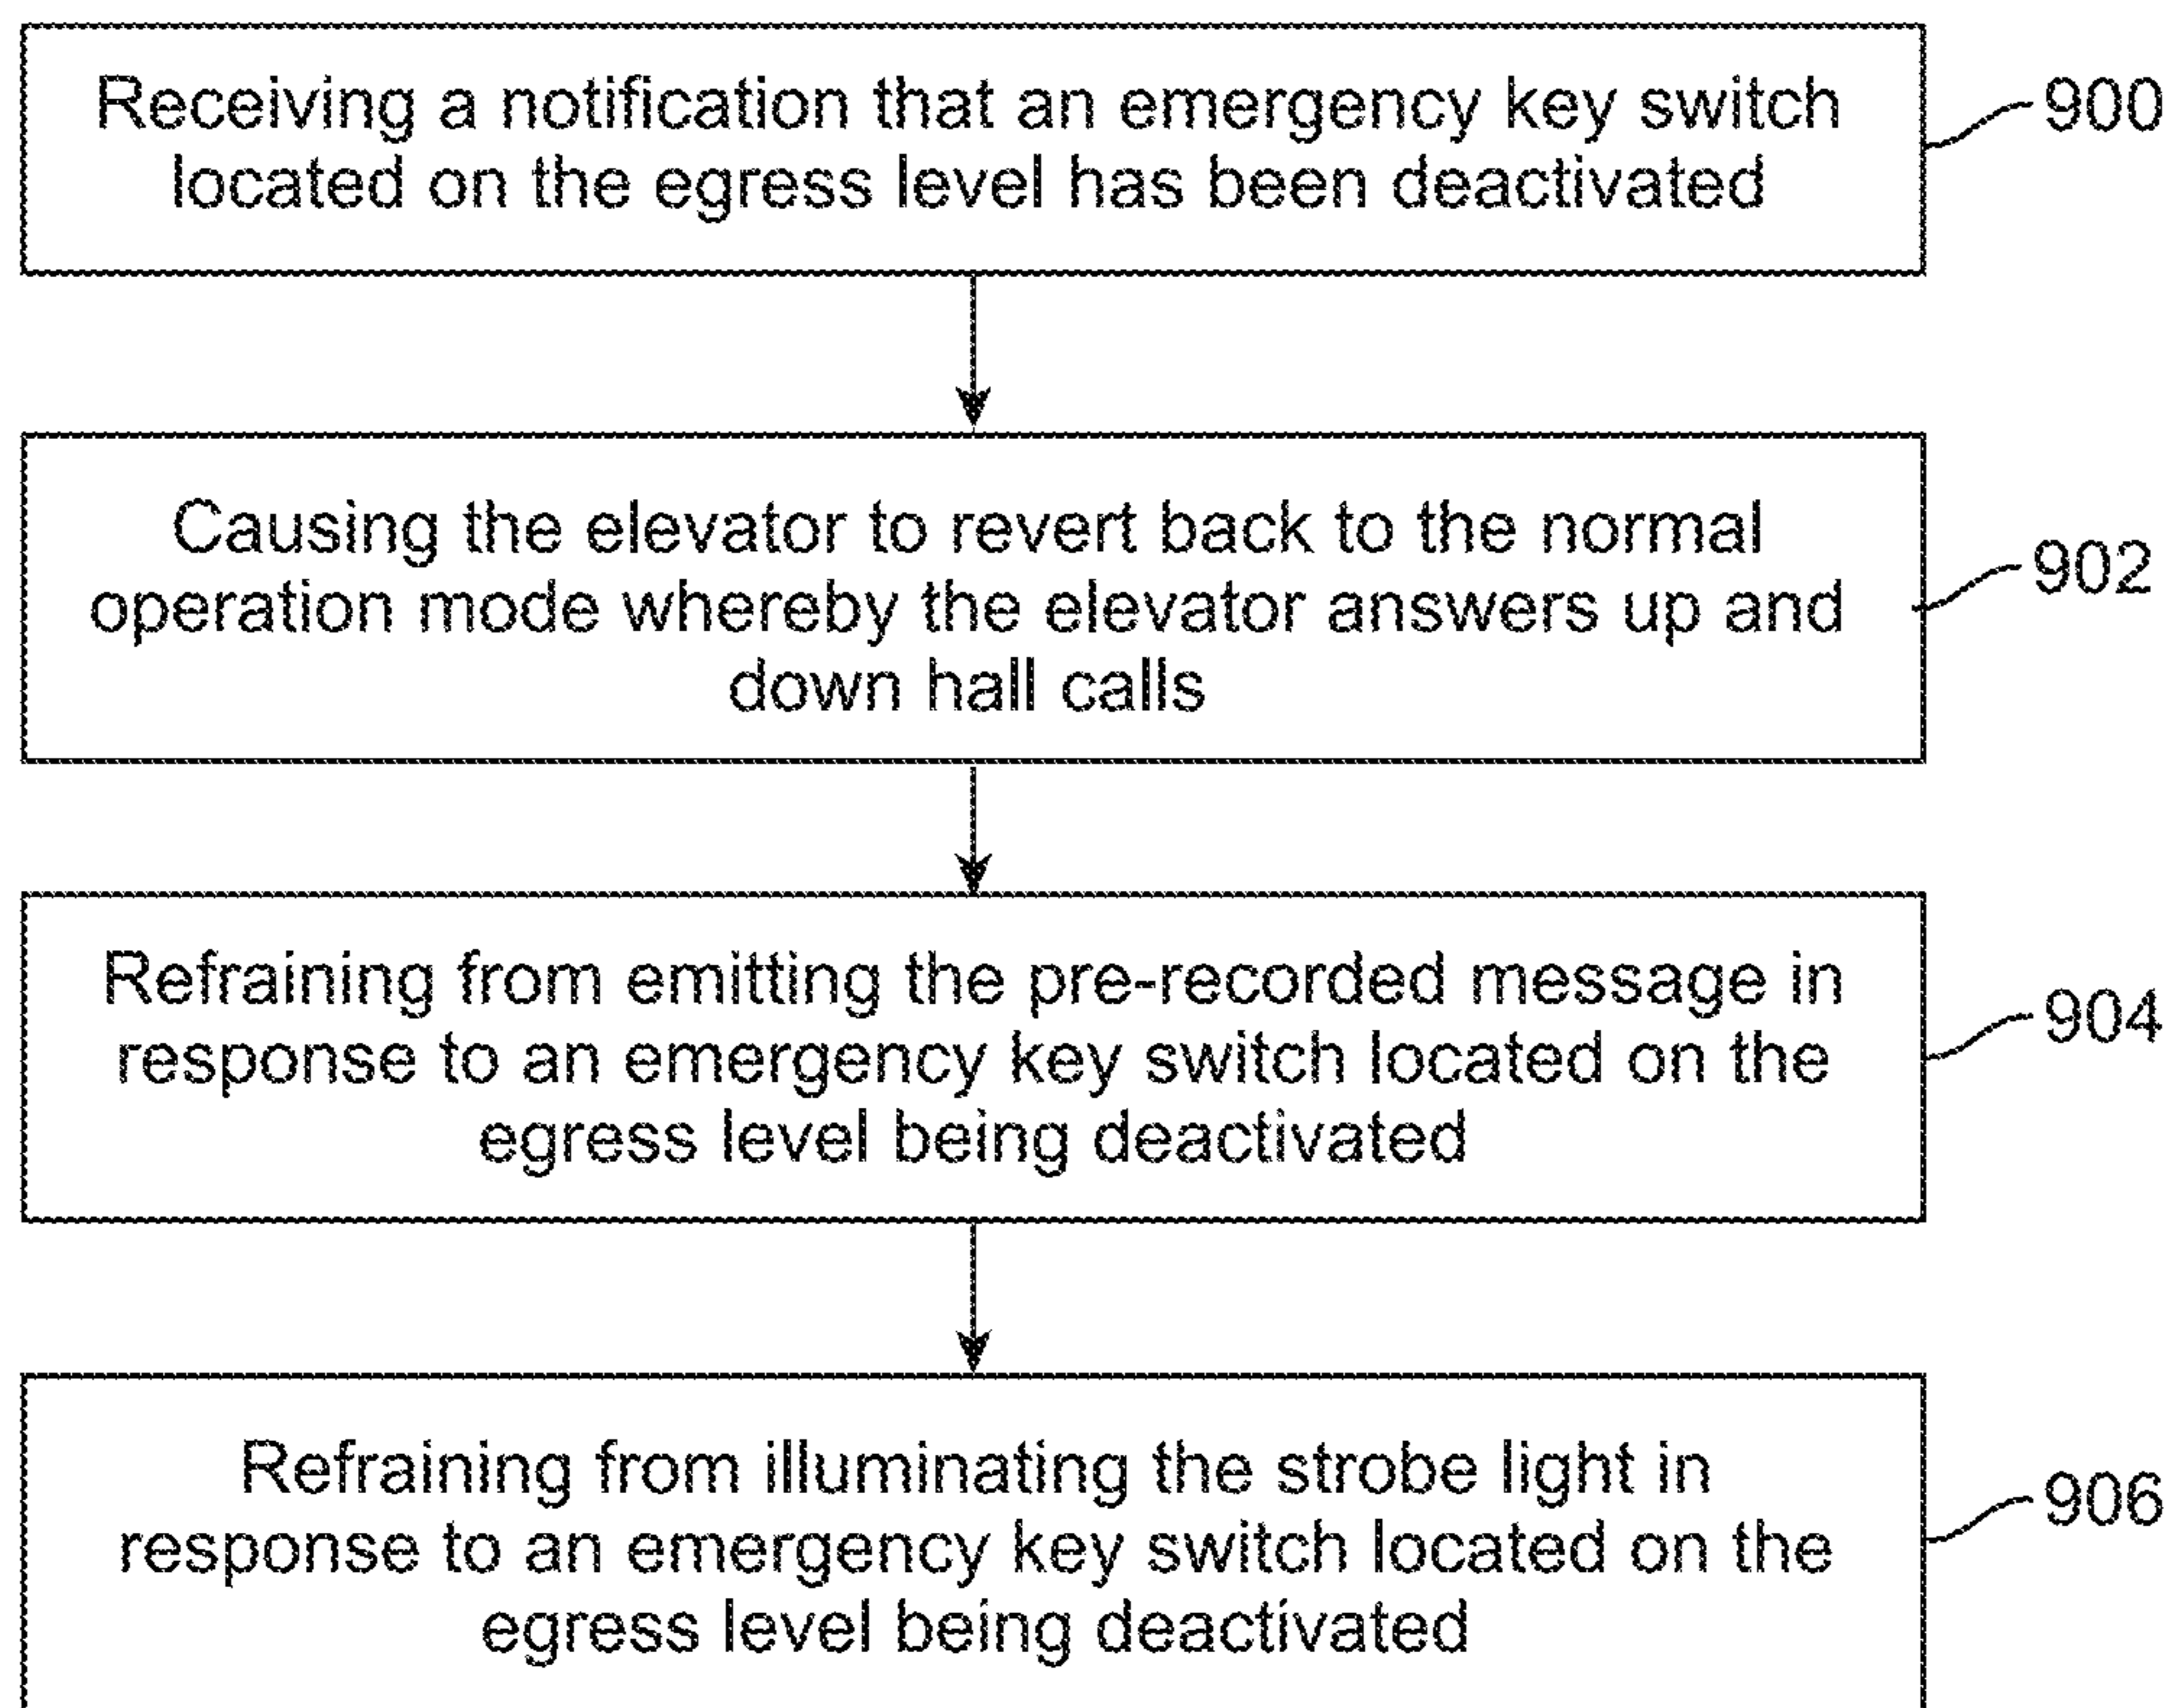 Receiving a notification that an emergency key switch
located on the egress level has been deactivated
900
Causing the elevator to revert back to the normal
operation mode whereby the elevator answers up and
down hall calls
902
Refraining from emitting the pre-recorded message in
response to an emergency key switch located on the
egress level being deactivated
904
Refraining from illuminating the strobe light in
response to an emergency key switch located on the
egress level being deactivated
906